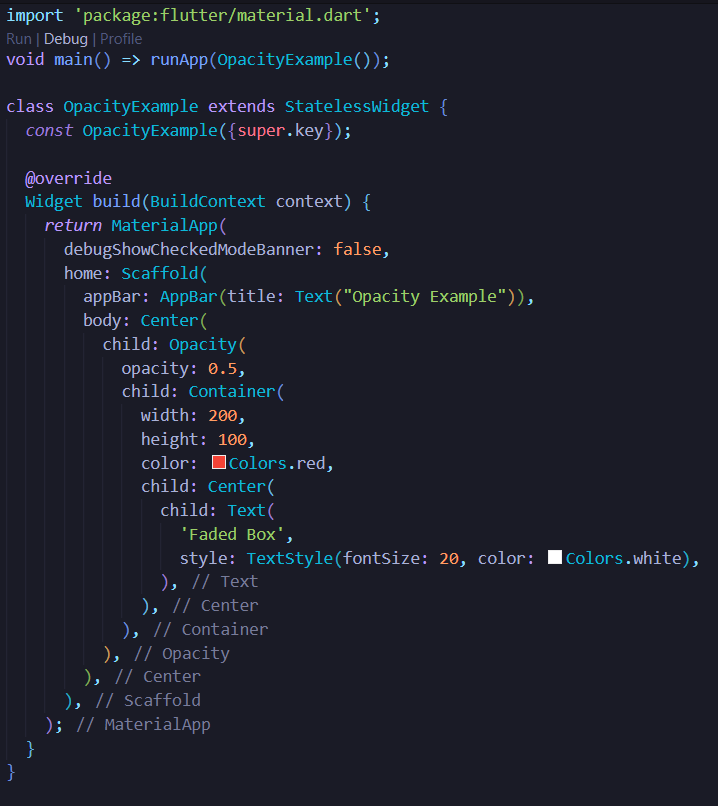 import 'package:flutter/material.dart';
Run | Debug | Profile
void main() => runApp(OpacityExample());

class OpacityExample extends StatelessWidget {
  const OpacityExample({super.key});

  @override
  Widget build(BuildContext context) {
    return MaterialApp(
      debugShowCheckedModeBanner: false,
      home: Scaffold(
        appBar: AppBar(title: Text("Opacity Example")),
        body: Center(
          child: Opacity(
            opacity: 0.5,
            child: Container(
              width: 200,
              height: 100,
              color: Colors.red,
              child: Center(
                child: Text(
                  'Faded Box',
                  style: TextStyle(fontSize: 20, color: Colors.white),
                ), // Text
              ), // Center
            ), // Container
          ), // Opacity
        ), // Center
      ), // Scaffold
    ); // MaterialApp
  }
}